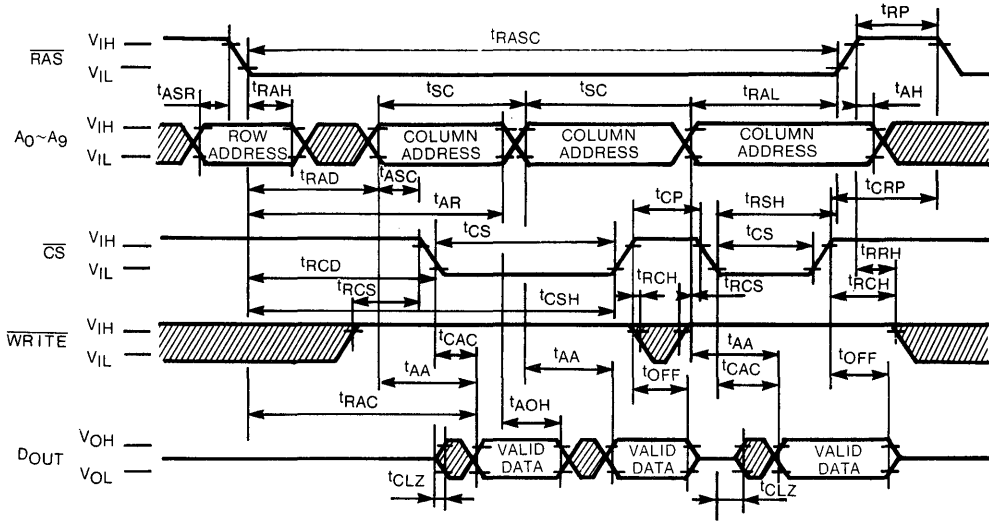 tRP
RAS VIH VIL tRASC
tASR tRAH tSC tSC tRAL tAH
A0~A9 VIH VIL ROW ADDRESS COLUMN ADDRESS COLUMN ADDRESS COLUMN ADDRESS
tRAD tASC tCRP
tAR tCP tRSH
CS VIH VIL tCS tCS
tRCD tRCH tRCS tRRH
tRCS tCSH tRCH
WRITE VIH VIL
tCAC tAA
tAA tAA tOFF tCAC tOFF
tRAC tAOH
DOUT VOH VOL VALID DATA VALID DATA VALID DATA
tCLZ tCLZ